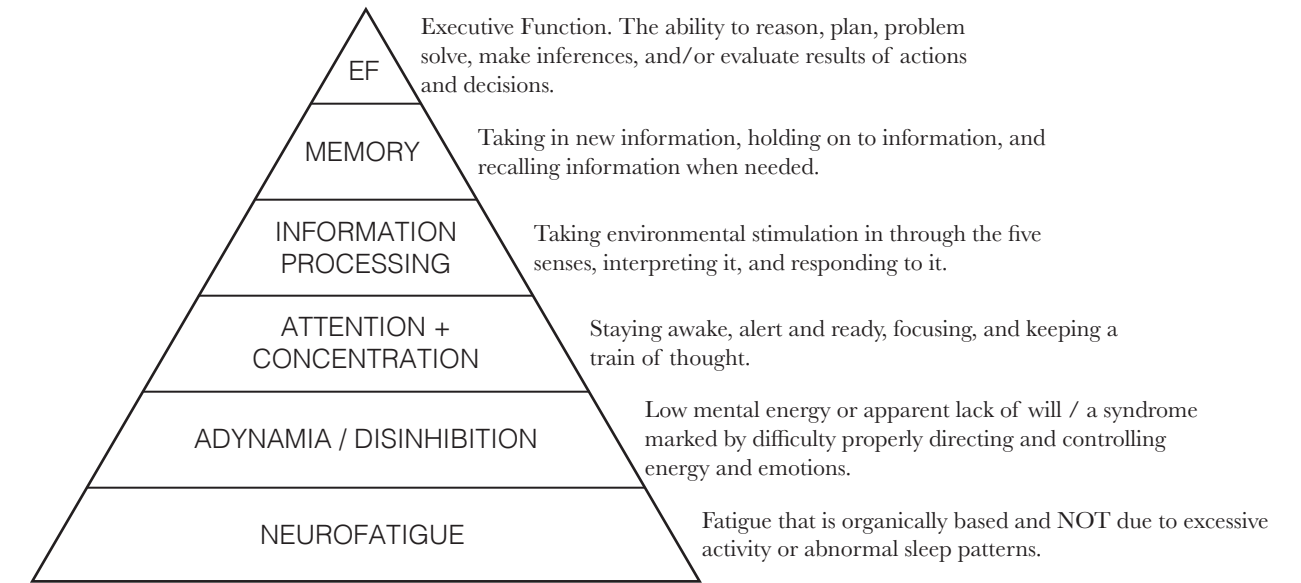 EF
Executive Function. The ability to reason, plan, problem
solve, make inferences, and/or evaluate results of actions
and decisions.
MEMORY
Taking in new information, holding on to information, and
recalling information when needed.
INFORMATION
PROCESSING
Taking environmental stimulation in through the five
senses, interpreting it, and responding to it.
ATTENTION +
CONCENTRATION
Staying awake, alert and ready, focusing, and keeping a
train of thought.
ADYNAMIA / DISINHIBITION
Low mental energy or apparent lack of will / a syndrome
marked by difficulty properly directing and controlling
energy and emotions.
NEUROFATIGUE
Fatigue that is organically based and NOT due to excessive
activity or abnormal sleep patterns.